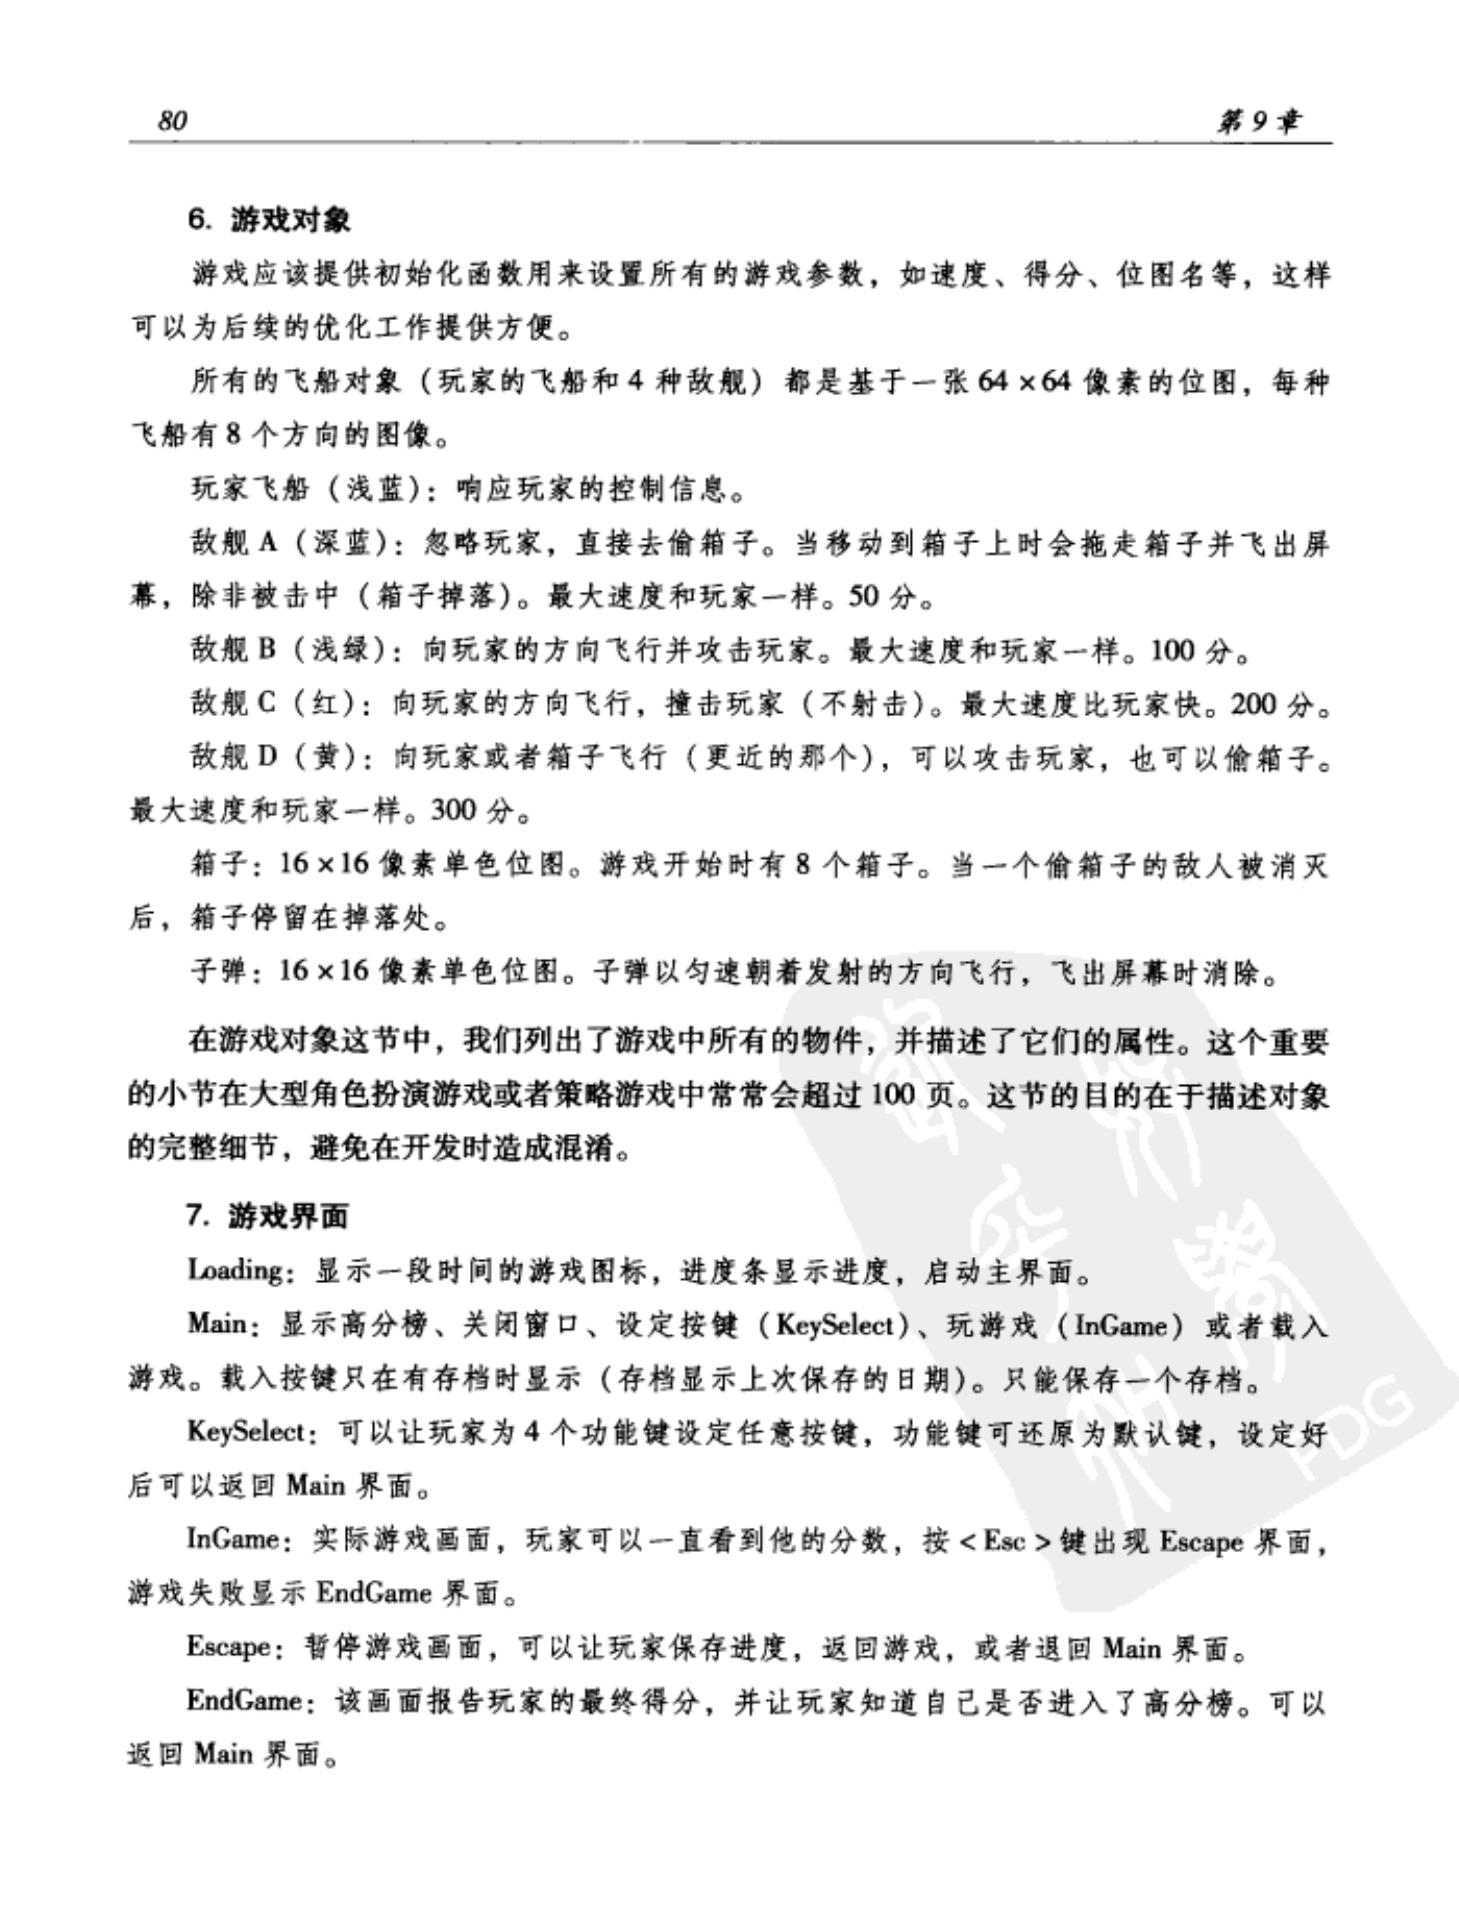 80
第9章
6. 游戏对象
游戏应该提供初始化函数用来设置所有的游戏参数，如速度、得分、位图名等，这样
可以为后续的优化工作提供方便。
所有的飞船对象（玩家的飞船和4种敌舰）都是基于一张64×64像素的位图，每种
飞船有8个方向的图像。
玩家飞船（浅蓝）：响应玩家的控制信息。
敌舰A（深蓝）：忽略玩家，直接去偷箱子。当移动到箱子上时会拖走箱子并飞出屏
幕，除非被击中（箱子掉落）。最大速度和玩家一样。50分。
敌舰B（浅绿）：向玩家的方向飞行并攻击玩家。最大速度和玩家一样。100分。
敌舰C（红）：向玩家的方向飞行，撞击玩家（不射击）。最大速度比玩家快。200分。
敌舰D（黄）：向玩家或者箱子飞行（更近的那个），可以攻击玩家，也可以偷箱子。
最大速度和玩家一样。300分。
箱子：16×16像素单色位图。游戏开始时有8个箱子。当一个偷箱子的敌人被消灭
后，箱子停留在掉落处。
子弹：16×16像素单色位图。子弹以匀速朝着发射的方向飞行，飞出屏幕时消除。
在游戏对象这节中，我们列出了游戏中所有的物件，并描述了它们的属性。这个重要
的小节在大型角色扮演游戏或者策略游戏中常常会超过100页。这节的目的在于描述对象
的完整细节，避免在开发时造成混淆。
7. 游戏界面
Loading：显示一段时间的游戏图标，进度条显示进度，启动主界面。
Main：显示高分榜、关闭窗口、设定按键（KeySelect）、玩游戏（InGame）或者载入
游戏。载入按键只在有存档时显示（存档显示上次保存的日期）。只能保存一个存档。
KeySelect：可以让玩家为4个功能键设定任意按键，功能键可还原为默认键，设定好
后可以返回Main界面。
InGame：实际游戏画面，玩家可以一直看到他的分数，按<Esc>键出现Escape界面，
游戏失败显示EndGame界面。
Escape：暂停游戏画面，可以让玩家保存进度，返回游戏，或者退回Main界面。
EndGame：该画面报告玩家的最终得分，并让玩家知道自己是否进入了高分榜。可以
返回Main界面。
PDG